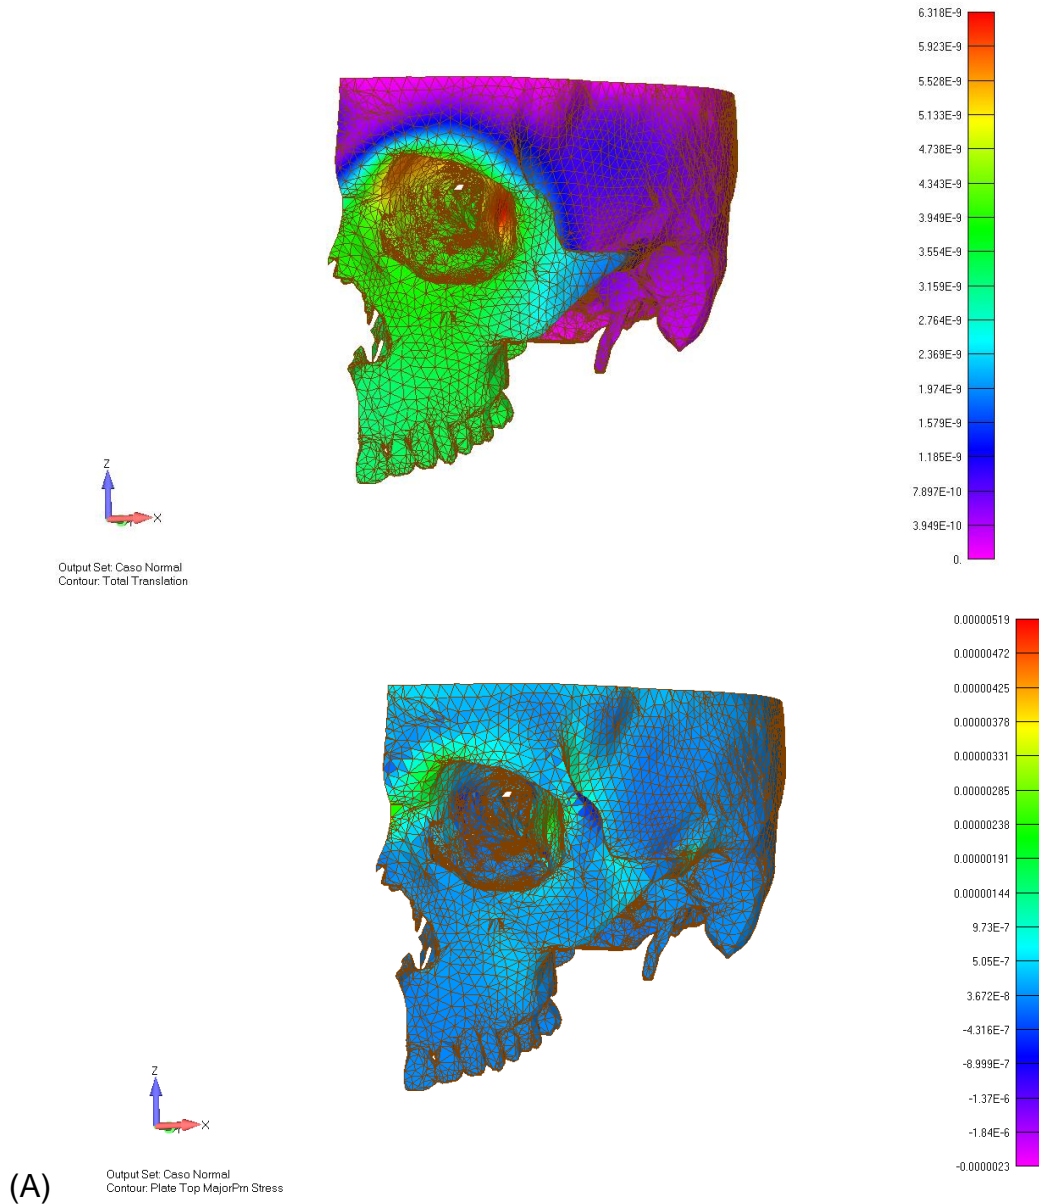 6.318E-9
5.923E-9
5.528E-9
5.133E-9
4.738E-9
4.343E-9
3.949E-9
3.554E-9
3.159E-9
2.764E-9
2.369E-9
1.974E-9
1.579E-9
1.185E-9
7.897E-10
3.949E-10
0.
Z
X
Y
Output Set: Caso Normal
Contour: Total Translation
0.00000519
0.00000472
0.00000425
0.00000378
0.00000331
0.00000285
0.00000238
0.00000191
0.00000144
9.73E-7
5.05E-7
3.672E-8
-4.316E-7
-8.999E-7
-1.37E-6
-1.84E-6
-0.0000023
Z
X
Y
(A)
Output Set: Caso Normal
Contour: Plate Top MajorPrn Stress